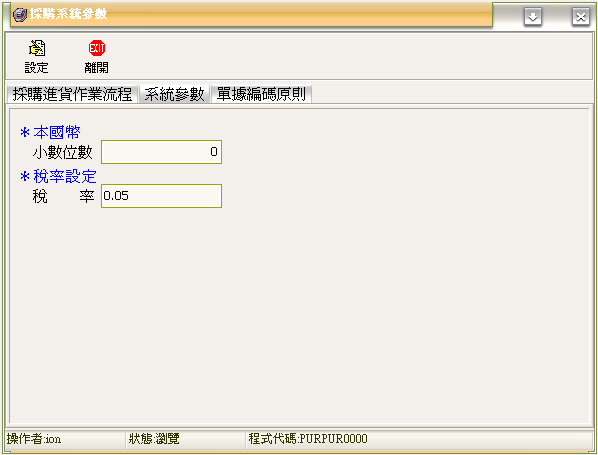 採購系統參數
設定 離開
採購進貨作業流程 系統參數 單據編碼原則
＊本國幣
小數位數 0
＊稅率設定
稅 率 0.05
操作者:ion 狀態:瀏覽 程式代碼:PURPUR0000